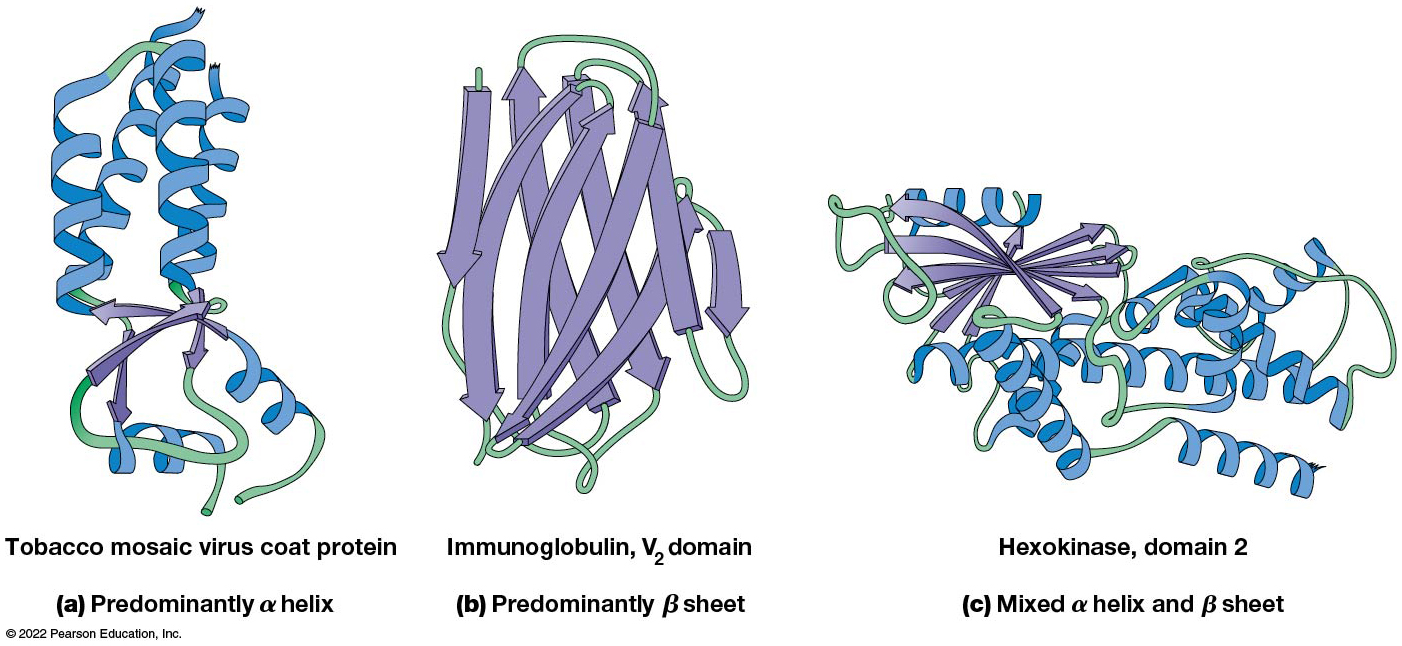 Tobacco mosaic virus coat protein
(a) Predominantly α helix
Immunoglobulin, V₂ domain
(b) Predominantly β sheet
Hexokinase, domain 2
(c) Mixed α helix and β sheet
© 2022 Pearson Education, Inc.